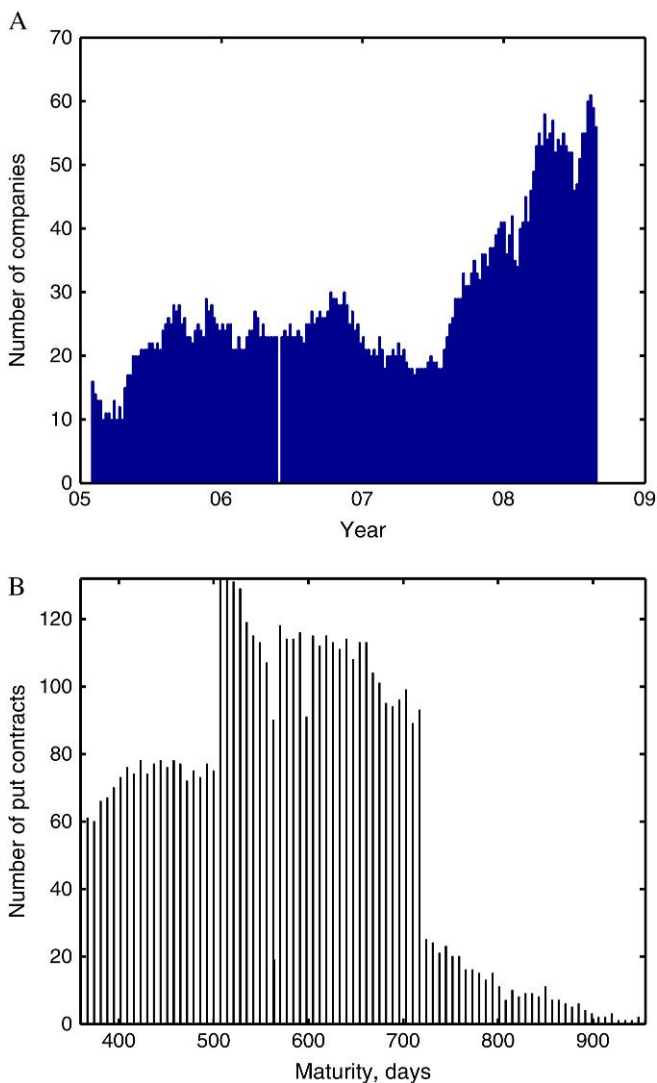 A
70
60
50
40
30
20
10
0
Number of companies
05 06 07 08 09
Year
B
120
100
80
60
40
20
0
Number of put contracts
400 500 600 700 800 900
Maturity, days